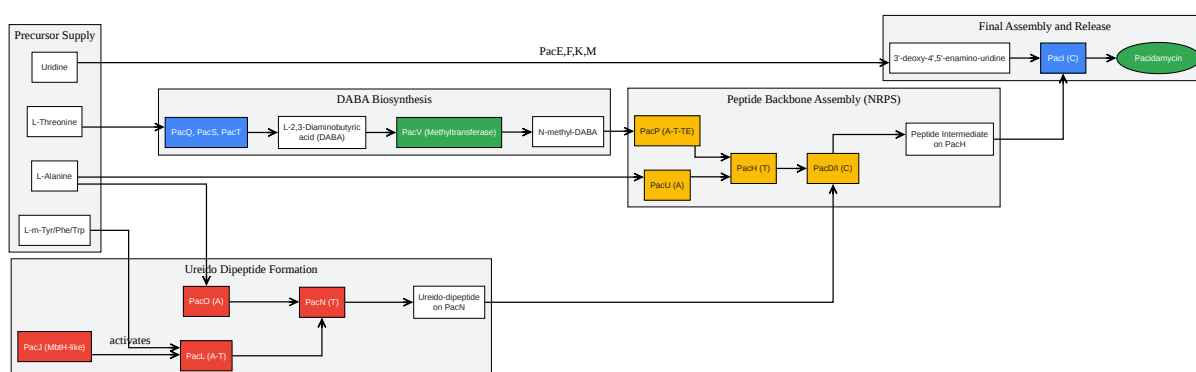 Precursor Supply
Uridine
L-Threonine
L-Alanine
L-m-Tyr/Phe/Trp
PacE,F,K,M
Final Assembly and Release
3'-deoxy-4',5'-enamino-uridine
PacI (C)
Pacidamycin
DABA Biosynthesis
PacQ, PacS, PacT
L-2,3-Diaminobutyric
acid (DABA)
PacV (Methyltransferase)
N-methyl-DABA
Peptide Backbone Assembly (NRPS)
PacP (A-T-TE)
PacU (A)
PacH (T)
PacD/I (C)
Peptide Intermediate
on PacH
Ureido Dipeptide Formation
PacO (A)
PacN (T)
Ureido-dipeptide
on PacN
PacJ (MbtH-like)
activates
PacL (A-T)